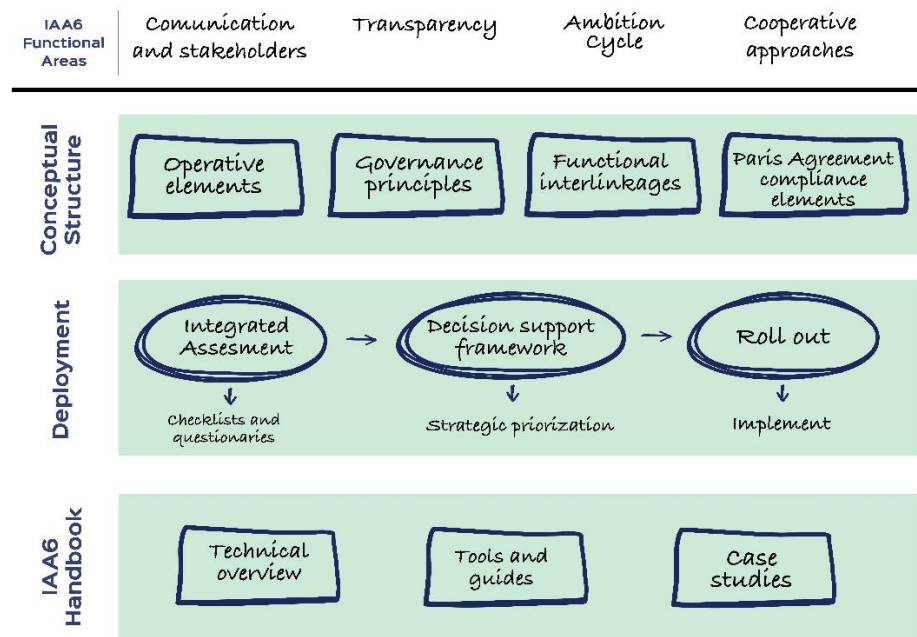 IAA6
Functional
Areas
Comunication
and stakeholders
Transparency
Ambition
Cycle
Cooperative
approaches
Conceptual
Structure
Operative
elements
Governance
principles
Functional
interlinkages
Paris Agreement
compliance
elements
Deployment
Integrated
Assesment
Decision support
framework
Roll out
Checklists and
questionaries
Strategic priorization
Implement
IAA6
Handbook
Technical
overview
Tools and
guides
Case
studies